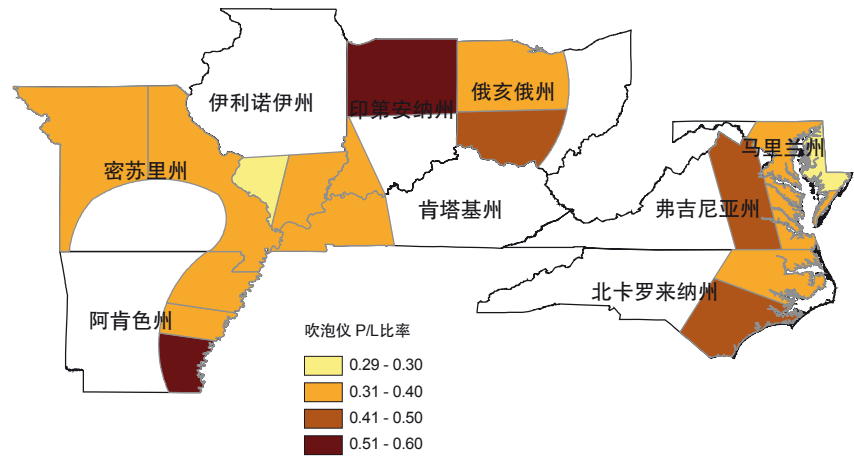 伊利诺伊州
印第安纳州
俄亥俄州
密苏里州
马里兰州
肯塔基州
弗吉尼亚州
北卡罗来纳州
阿肯色州
吹泡仪 P/L比率
0.29 - 0.30
0.31 - 0.40
0.41 - 0.50
0.51 - 0.60